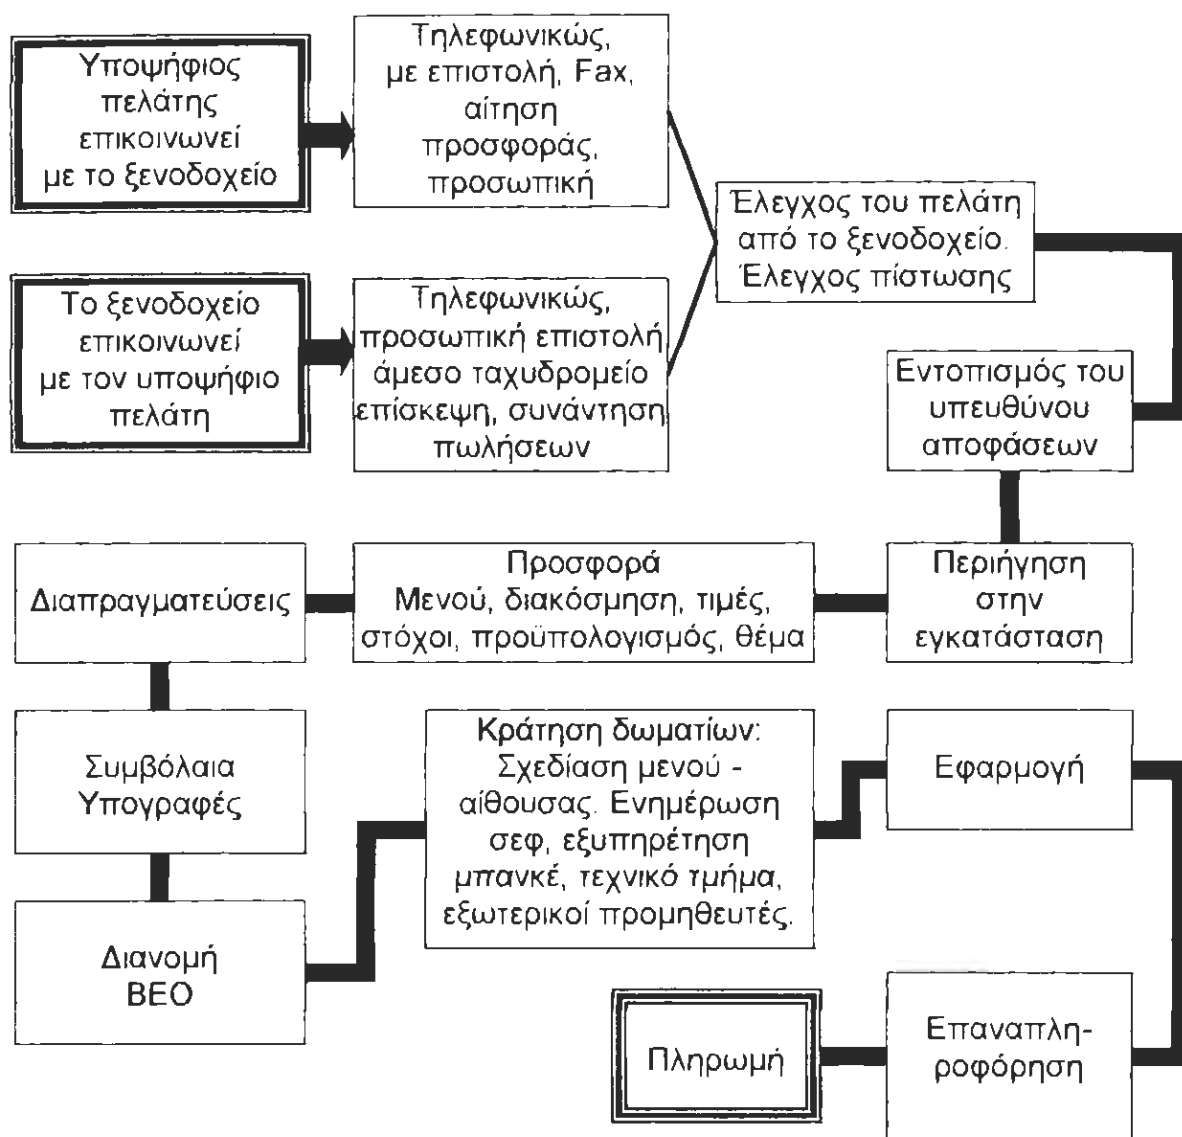 Υποψήφιος
πελάτης
επικοινωνεί
με το ξενοδοχείο
Τηλεφωνικώς,
με επιστολή, Fax,
αίτηση
προσφοράς,
προσωπική
Το ξενοδοχείο
επικοινωνεί
με τον υποψήφιο
πελάτη
Τηλεφωνικώς,
προσωπική επιστολή
άμεσο ταχυδρομείο
επίσκεψη, συνάντηση
πωλήσεων
Έλεγχος του πελάτη
από το ξενοδοχείο.
Έλεγχος πίστωσης
Εντοπισμός του
υπευθύνου
αποφάσεων
Περιήγηση
στην
εγκατάσταση
Προσφορά
Μενού, διακόσμηση, τιμές,
στόχοι, προϋπολογισμός, θέμα
Διαπραγματεύσεις
Συμβόλαια
Υπογραφές
Διανομή
BEO
Κράτηση δωματίων:
Σχεδίαση μενού -
αίθουσας. Ενημέρωση
σεφ, εξυπηρέτηση
μπανκέ, τεχνικό τμήμα,
εξωτερικοί προμηθευτές.
Εφαρμογή
Επαναπλη-
ροφόρηση
Πληρωμή